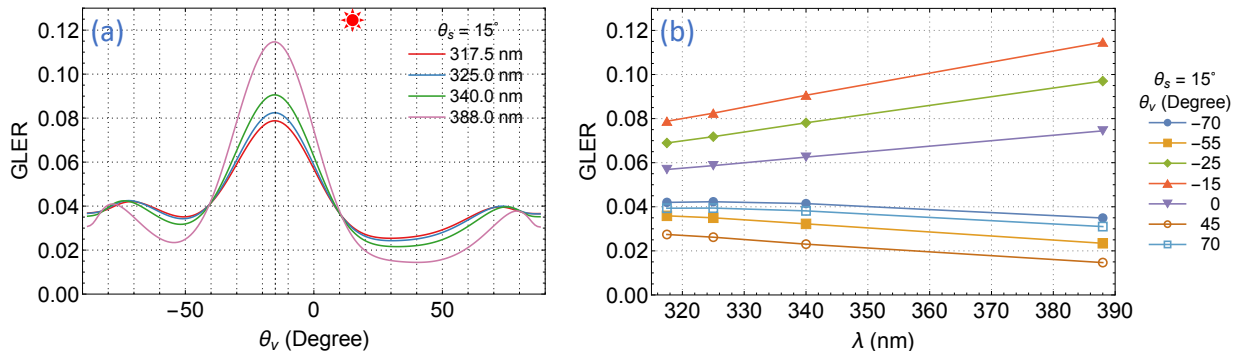 (a)
θs = 15°
317.5 nm
325.0 nm
340.0 nm
388.0 nm
GLER
0.12
0.10
0.08
0.06
0.04
0.02
0.00
−50
0
50
θv (Degree)
(b)
GLER
0.12
0.10
0.08
0.06
0.04
0.02
0.00
320
330
340
350
360
370
380
390
λ (nm)
θs = 15°
θv (Degree)
−70
−55
−25
−15
0
45
70